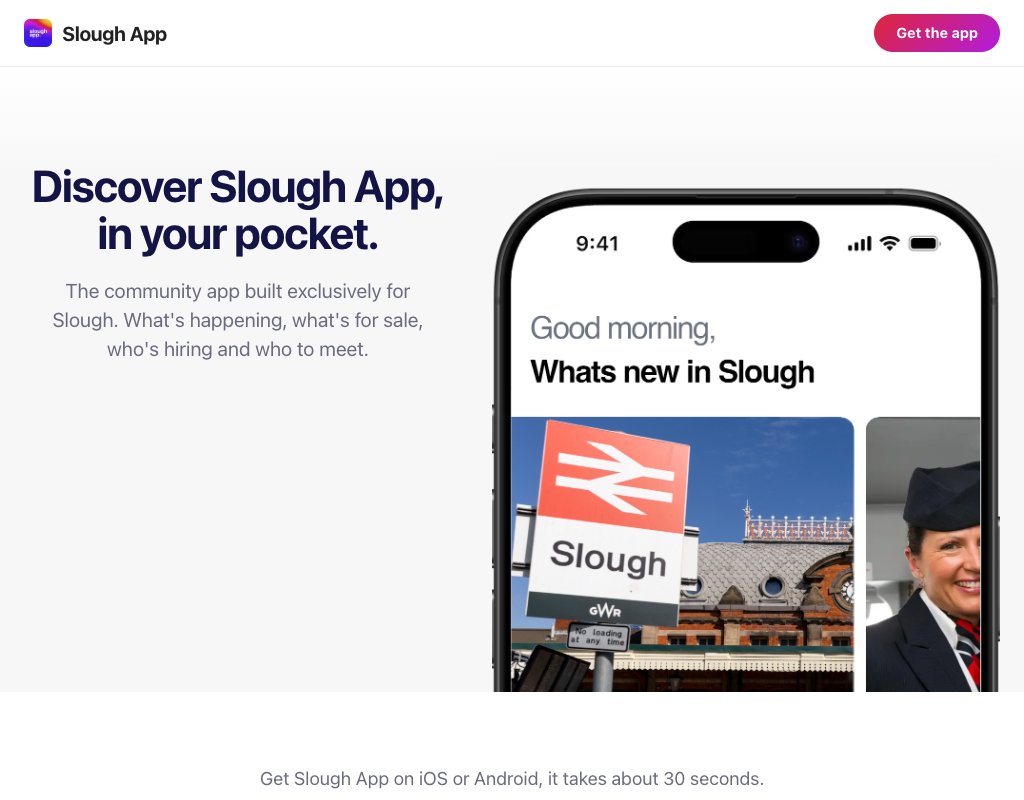 slough
app.
Slough App
Get the app
Discover Slough App,
in your pocket.
The community app built exclusively for
Slough. What's happening, what's for sale,
who's hiring and who to meet.
9:41
Good morning,
Whats new in Slough
Slough
GWR
No loading
at any time
Get Slough App on iOS or Android, it takes about 30 seconds.